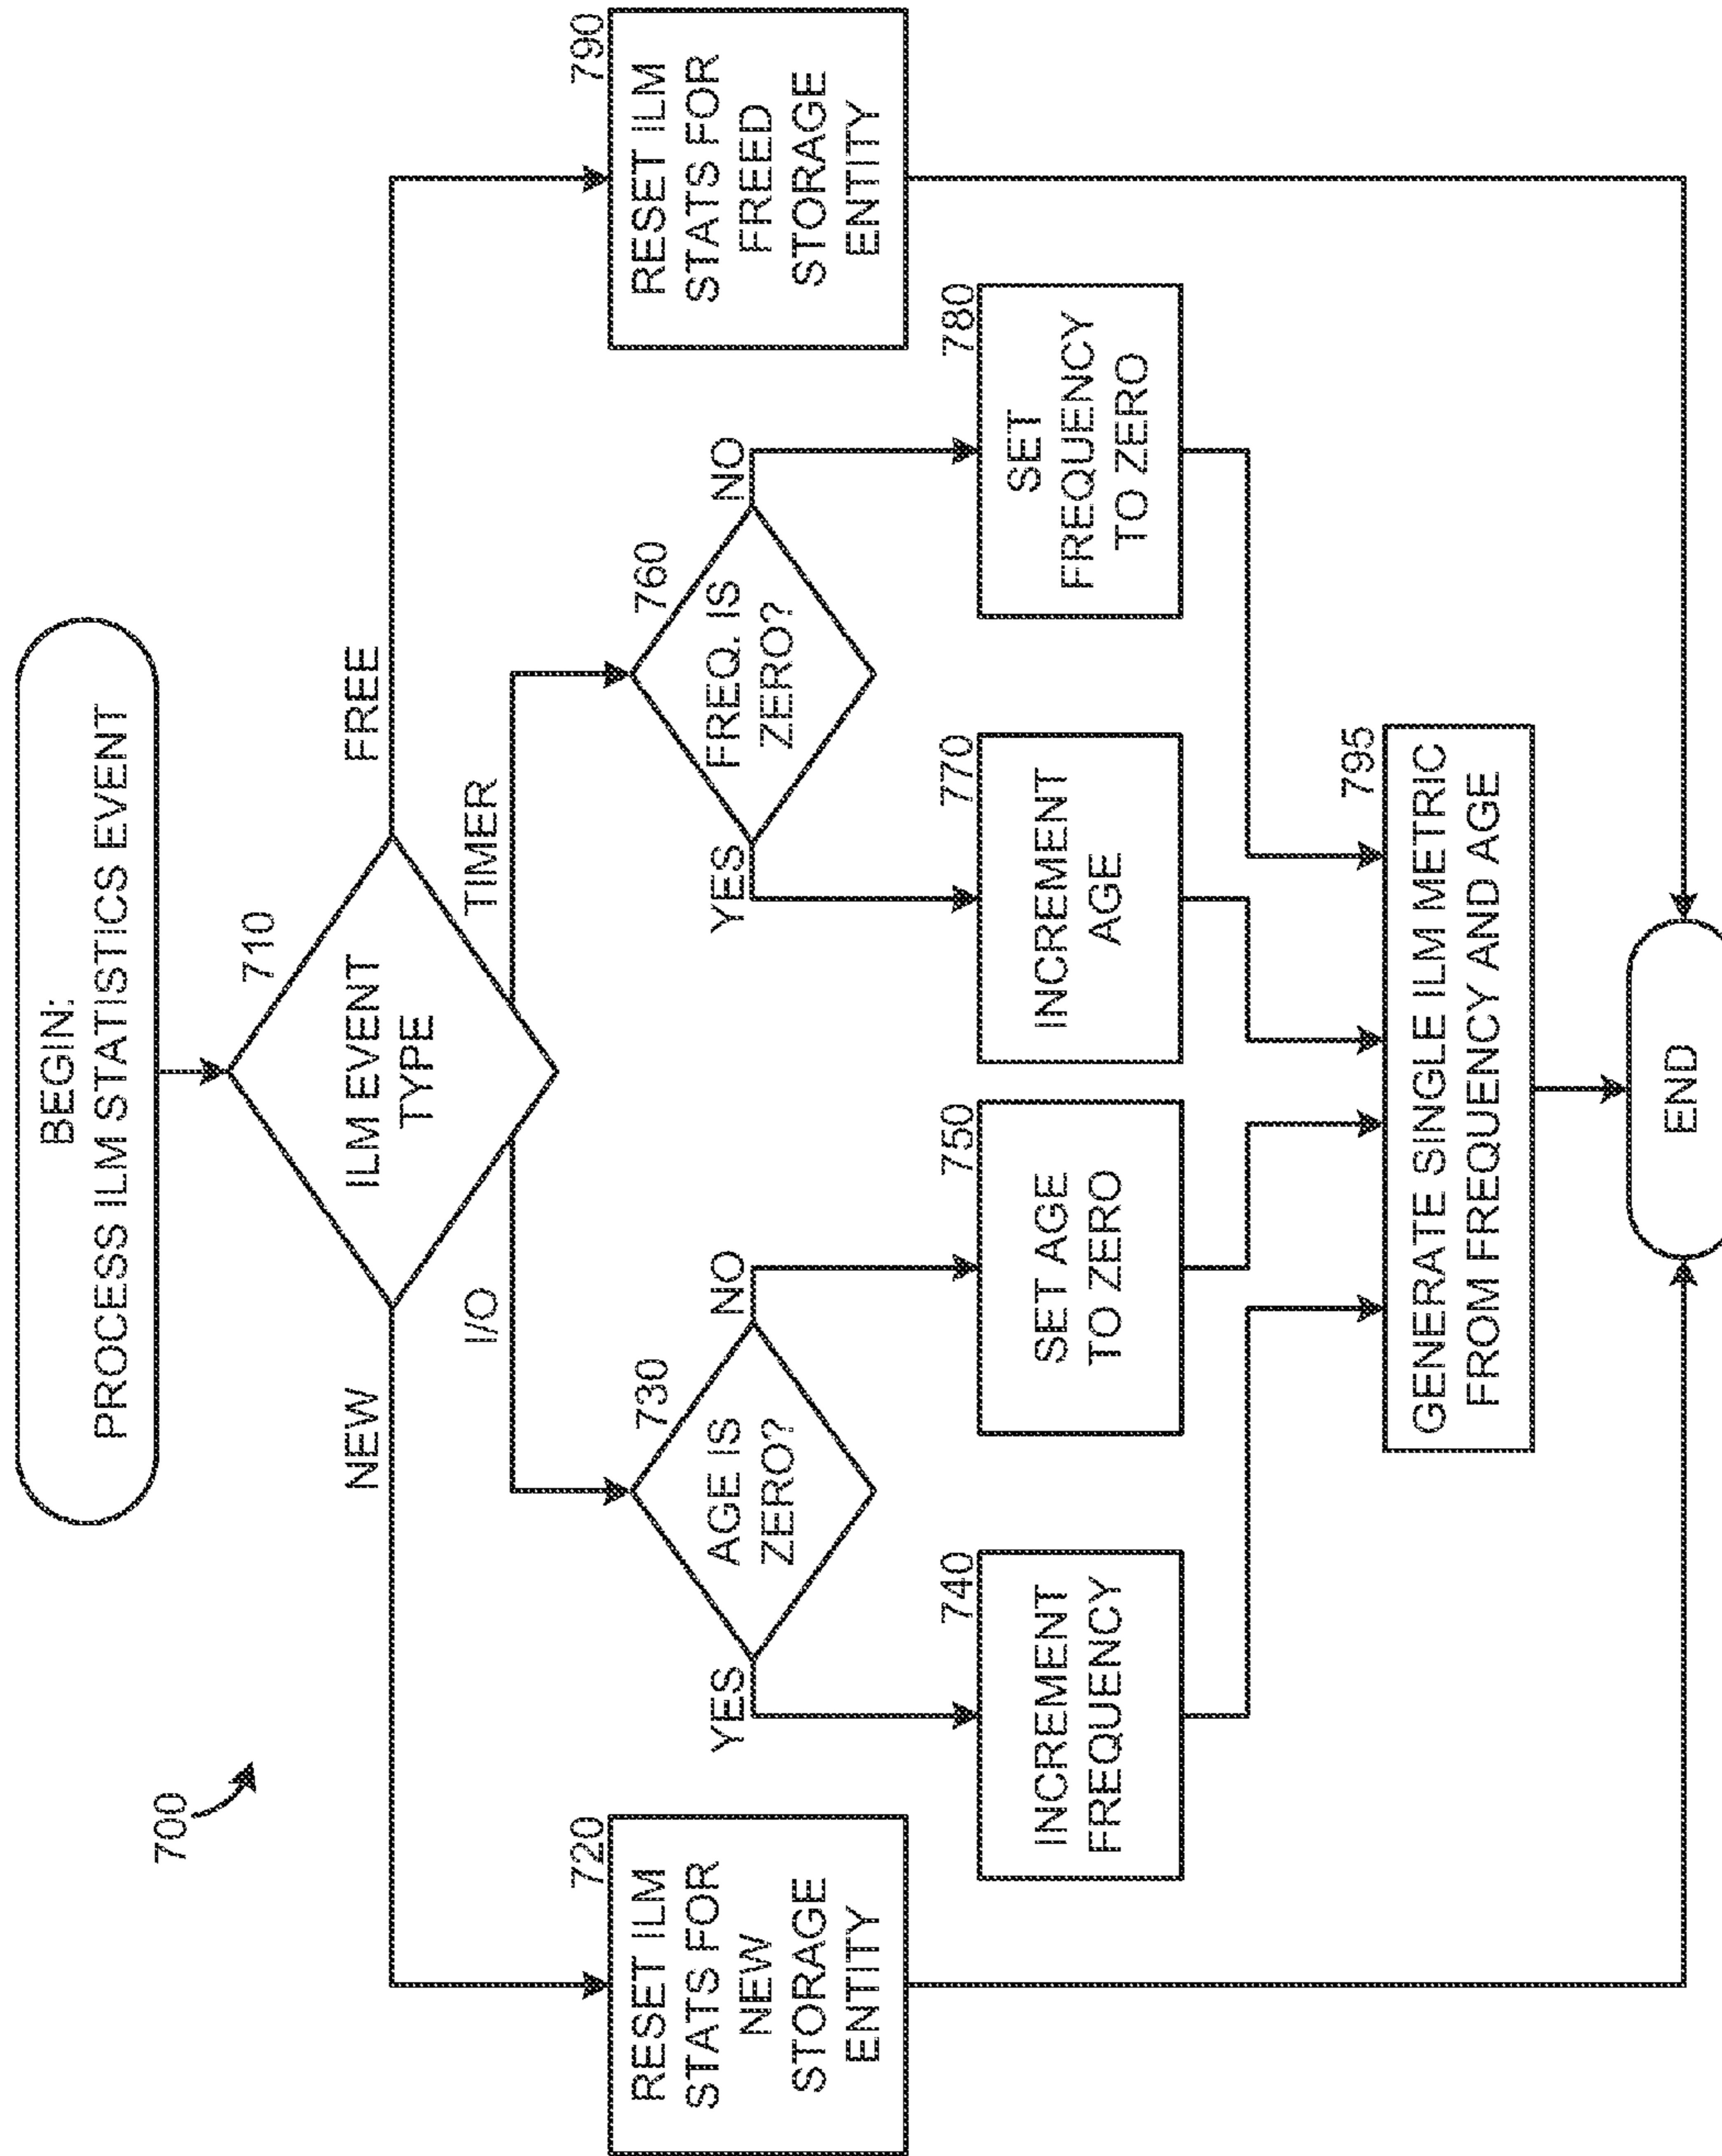 700
BEGIN:
PROCESS ILM STATISTICS EVENT
710
ILM EVENT
TYPE
NEW
I/O
TIMER
FREE
720
RESET ILM
STATS FOR
NEW
STORAGE
ENTITY
730
AGE IS
ZERO?
YES
NO
760
FREQ. IS
ZERO?
YES
NO
790
RESET ILM
STATS FOR
FREED
STORAGE
ENTITY
740
INCREMENT
FREQUENCY
750
SET AGE
TO ZERO
770
INCREMENT
AGE
780
SET
FREQUENCY
TO ZERO
795
GENERATE SINGLE ILM METRIC
FROM FREQUENCY AND AGE
END